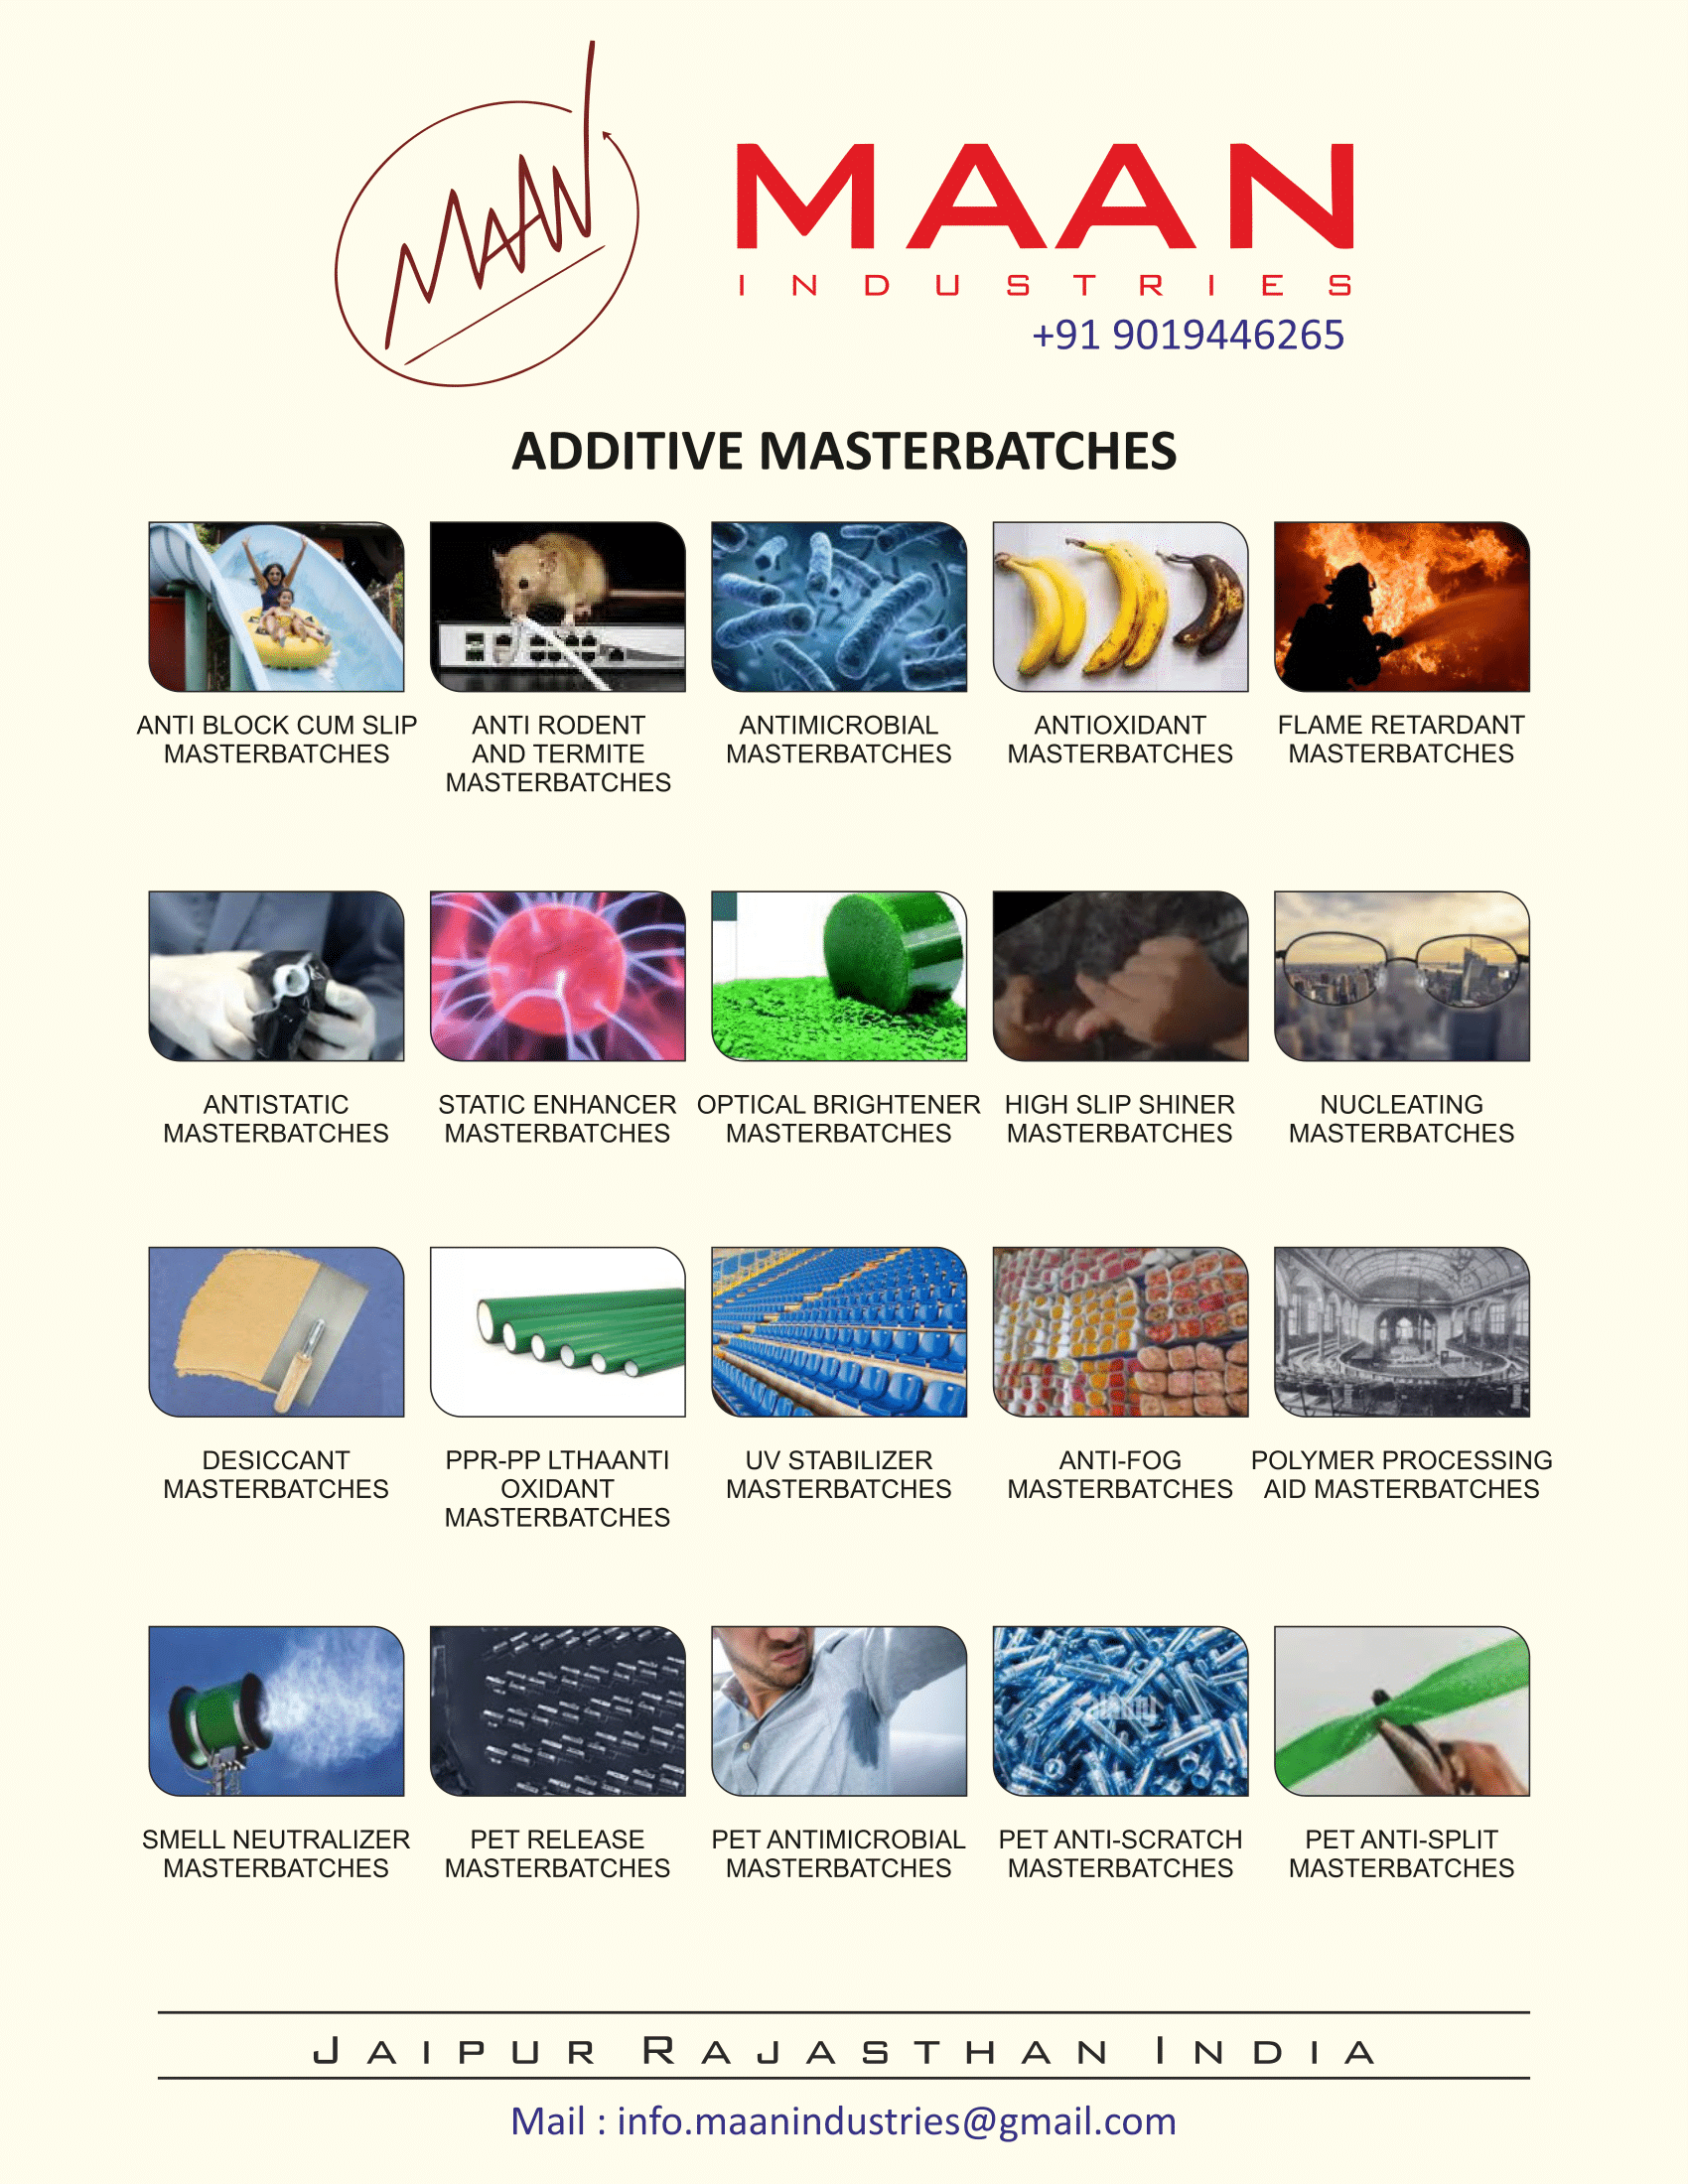 MAAN
MAAN
INDUSTRIES
+91 9019446265
ADDITIVE MASTERBATCHES
ANTI BLOCK CUM SLIP
MASTERBATCHES
ANTI RODENT
AND TERMITE
MASTERBATCHES
ANTIMICROBIAL
MASTERBATCHES
ANTIOXIDANT
MASTERBATCHES
FLAME RETARDANT
MASTERBATCHES
ANTISTATIC
MASTERBATCHES
STATIC ENHANCER
MASTERBATCHES
OPTICAL BRIGHTENER
MASTERBATCHES
HIGH SLIP SHINER
MASTERBATCHES
NUCLEATING
MASTERBATCHES
DESICCANT
MASTERBATCHES
PPR-PP LTHAANTI
OXIDANT
MASTERBATCHES
UV STABILIZER
MASTERBATCHES
ANTI-FOG
MASTERBATCHES
POLYMER PROCESSING
AID MASTERBATCHES
SMELL NEUTRALIZER
MASTERBATCHES
PET RELEASE
MASTERBATCHES
PET ANTIMICROBIAL
MASTERBATCHES
PET ANTI-SCRATCH
MASTERBATCHES
PET ANTI-SPLIT
MASTERBATCHES
JAIPUR RAJASTHAN INDIA
Mail : info.maanindustries@gmail.com